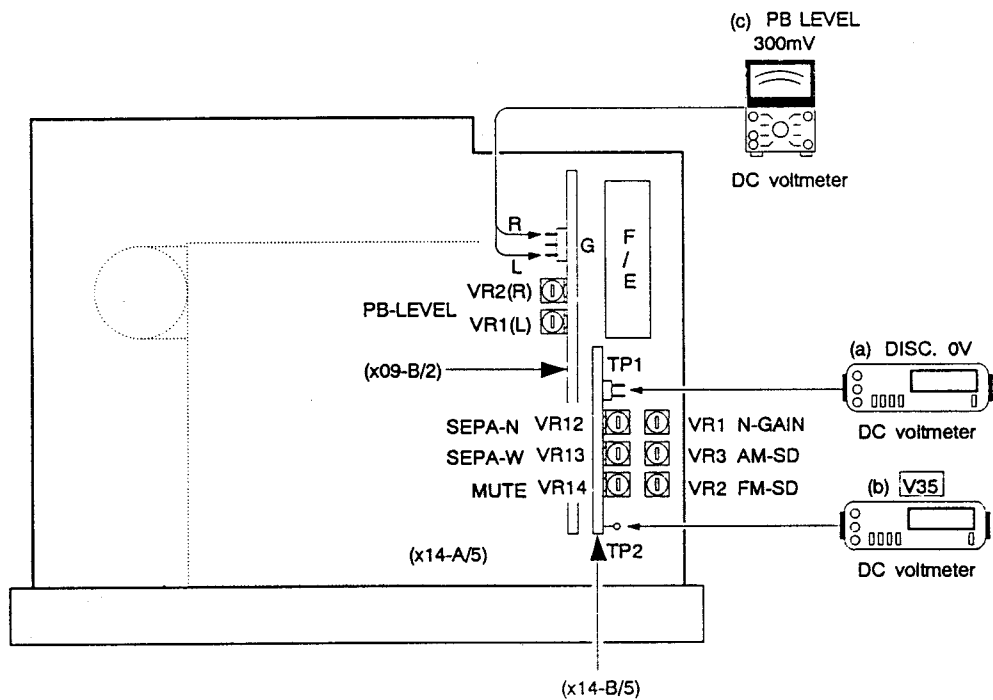 (c) PB LEVEL
300mV
DC voltmeter
R
G
L
F
/
E
VR2(R)
PB-LEVEL
VR1(L)
(x09-B/2)
TP1
(a) DISC. 0V
DC voltmeter
SEPA-N VR12
VR1 N-GAIN
SEPA-W VR13
VR3 AM-SD
MUTE VR14
VR2 FM-SD
(b) V35
TP2
DC voltmeter
(x14-A/5)
(x14-B/5)